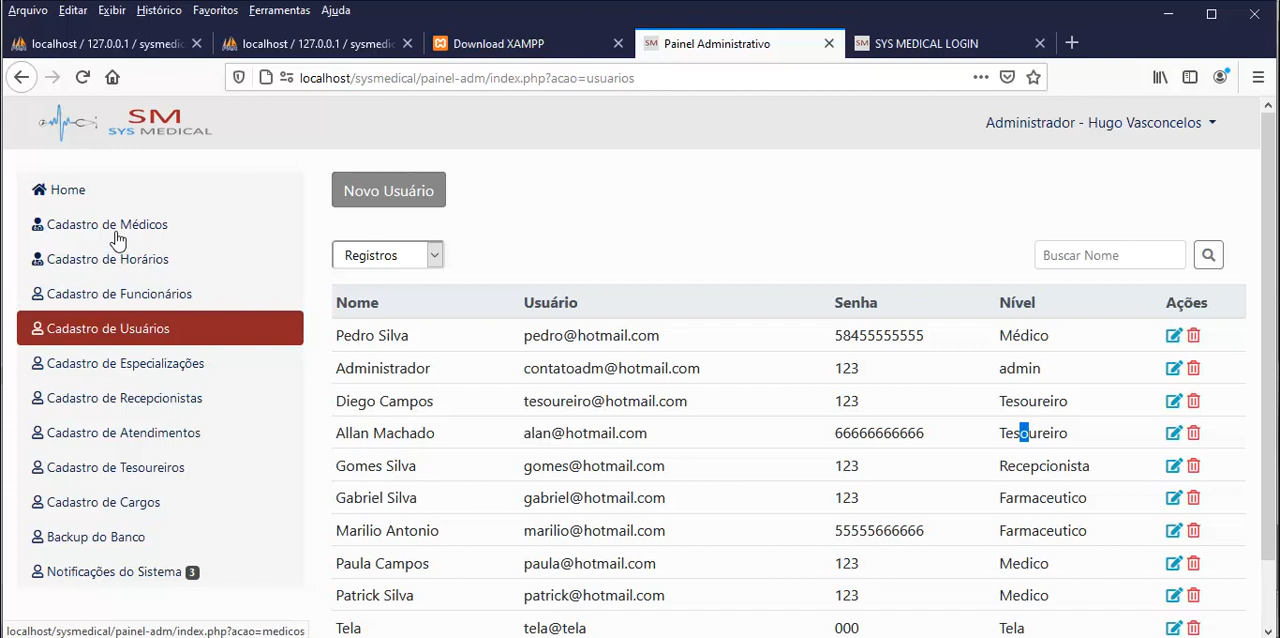 Arquivo Editar Exibir Histórico Favoritos Ferramentas Ajuda
localhost / 127.0.0.1 / sysmedic
localhost / 127.0.0.1 / sysmedic
Download XAMPP
SM Painel Administrativo
SM SYS MEDICAL LOGIN
localhost/sysmedical/painel-adm/index.php?acao=usuarios
SM
SYS MEDICAL
Administrador - Hugo Vasconcelos
Home
Cadastro de Médicos
Cadastro de Horários
Cadastro de Funcionários
Cadastro de Usuários
Cadastro de Especializações
Cadastro de Recepcionistas
Cadastro de Atendimentos
Cadastro de Tesoureiros
Cadastro de Cargos
Backup do Banco
Notificações do Sistema 3
Novo Usuário
Registros
Buscar Nome
Nome Usuário Senha Nível Ações
Pedro Silva pedro@hotmail.com 58455555555 Médico
Administrador contatoadm@hotmail.com 123 admin
Diego Campos tesoureiro@hotmail.com 123 Tesoureiro
Allan Machado alan@hotmail.com 66666666666 Tesoureiro
Gomes Silva gomes@hotmail.com 123 Recepcionista
Gabriel Silva gabriel@hotmail.com 123 Farmaceutico
Marilio Antonio marilio@hotmail.com 55555666666 Farmaceutico
Paula Campos paula@hotmail.com 123 Medico
Patrick Silva patrick@hotmail.com 123 Medico
Tela tela@tela 000 Tela
localhost/sysmedical/painel-adm/index.php?acao=medicos